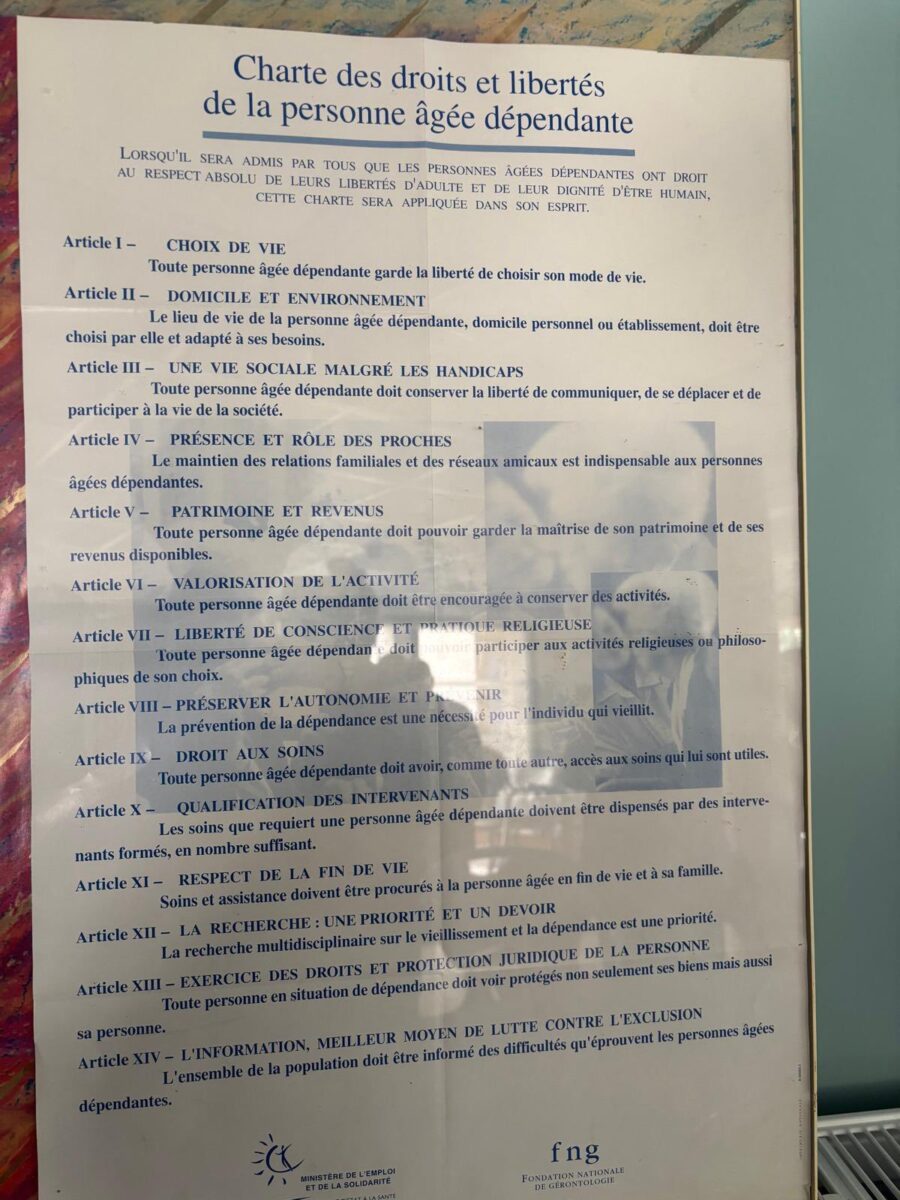 Charte des droits et libertés
de la personne âgée dépendante
LORSQU'IL SERA ADMIS PAR TOUS QUE LES PERSONNES ÂGÉES DÉPENDANTES ONT DROIT
AU RESPECT ABSOLU DE LEURS LIBERTÉS D'ADULTE ET DE LEUR DIGNITÉ D'ÊTRE HUMAIN,
CETTE CHARTE SERA APPLIQUÉE DANS SON ESPRIT.
Article I – CHOIX DE VIE
Toute personne âgée dépendante garde la liberté de choisir son mode de vie.
Article II – DOMICILE ET ENVIRONNEMENT
Le lieu de vie de la personne âgée dépendante, domicile personnel ou établissement, doit être
choisi par elle et adapté à ses besoins.
Article III – UNE VIE SOCIALE MALGRÉ LES HANDICAPS
Toute personne âgée dépendante doit conserver la liberté de communiquer, de se déplacer et de
participer à la vie de la société.
Article IV – PRÉSENCE ET RÔLE DES PROCHES
Le maintien des relations familiales et des réseaux amicaux est indispensable aux personnes
âgées dépendantes.
Article V – PATRIMOINE ET REVENUS
Toute personne âgée dépendante doit pouvoir garder la maîtrise de son patrimoine et de ses
revenus disponibles.
Article VI – VALORISATION DE L'ACTIVITÉ
Toute personne âgée dépendante doit être encouragée à conserver des activités.
Article VII – LIBERTÉ DE CONSCIENCE ET PRATIQUE RELIGIEUSE
Toute personne âgée dépendante doit pouvoir participer aux activités religieuses ou philoso-
phiques de son choix.
Article VIII – PRÉSERVER L'AUTONOMIE ET PRÉVENIR
La prévention de la dépendance est une nécessité pour l'individu qui vieillit.
Article IX – DROIT AUX SOINS
Toute personne âgée dépendante doit avoir, comme toute autre, accès aux soins qui lui sont utiles.
Article X – QUALIFICATION DES INTERVENANTS
Les soins que requiert une personne âgée dépendante doivent être dispensés par des interve-
nants formés, en nombre suffisant.
Article XI – RESPECT DE LA FIN DE VIE
Soins et assistance doivent être procurés à la personne âgée en fin de vie et à sa famille.
Article XII – LA RECHERCHE : UNE PRIORITÉ ET UN DEVOIR
La recherche multidisciplinaire sur le vieillissement et la dépendance est une priorité.
Article XIII – EXERCICE DES DROITS ET PROTECTION JURIDIQUE DE LA PERSONNE
Toute personne en situation de dépendance doit voir protégés non seulement ses biens mais aussi
sa personne.
Article XIV – L'INFORMATION, MEILLEUR MOYEN DE LUTTE CONTRE L'EXCLUSION
L'ensemble de la population doit être informé des difficultés qu'éprouvent les personnes âgées
dépendantes.
MINISTÈRE DE L'EMPLOI
ET DE LA SOLIDARITÉ
À LA SANTÉ
fng
FONDATION NATIONALE
DE GÉRONTOLOGIE